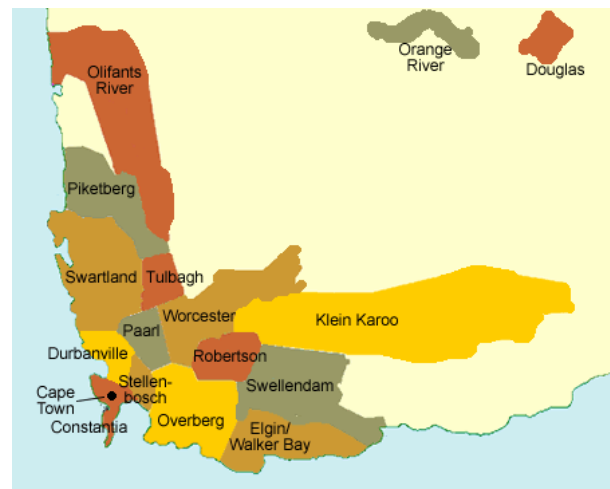 Orange
River
Douglas
Olifants
River
Piketberg
Swartland
Tulbagh
Worcester
Klein Karoo
Paarl
Durbanville
Robertson
Stellen-
bosch
Swellendam
Cape
Town
Overberg
Constantia
Elgin/
Walker Bay